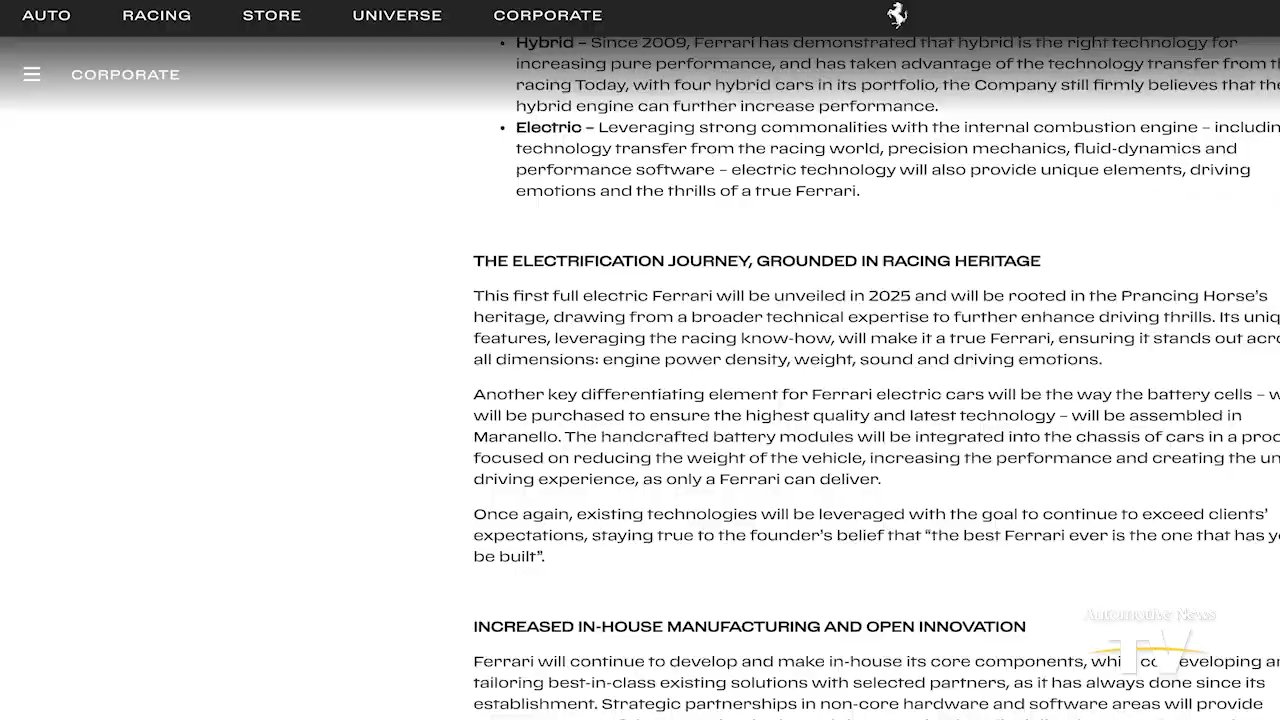 AUTO RACING STORE UNIVERSE CORPORATE
CORPORATE
• Hybrid – Since 2009, Ferrari has demonstrated that hybrid is the right technology for
increasing pure performance, and has taken advantage of the technology transfer from
racing Today, with four hybrid cars in its portfolio, the Company still firmly believes that
hybrid engine can further increase performance.
• Electric – Leveraging strong commonalities with the internal combustion engine –
technology transfer from the racing world, precision mechanics, fluid-dynamics and
performance software – electric technology will also provide unique elements, driving
emotions and the thrills of a true Ferrari.
THE ELECTRIFICATION JOURNEY, GROUNDED IN RACING HERITAGE
This first full electric Ferrari will be unveiled in 2025 and will be rooted in the Prancing Horse's
heritage, drawing from a broader technical expertise to further enhance driving thrills. Its
features, leveraging the racing know-how, will make it a true Ferrari, ensuring it stands out
all dimensions: engine power density, weight, sound and driving emotions.
Another key differentiating element for Ferrari electric cars will be the way the battery cells –
will be purchased to ensure the highest quality and latest technology – will be assembled in
Maranello. The handcrafted battery modules will be integrated into the chassis of cars in a
focused on reducing the weight of the vehicle, increasing the performance and creating the
driving experience, as only a Ferrari can deliver.
Once again, existing technologies will be leveraged with the goal to continue to exceed clients'
expectations, staying true to the founder's belief that "the best Ferrari ever is the one that has
be built".
INCREASED IN-HOUSE MANUFACTURING AND OPEN INNOVATION
Ferrari will continue to develop and make in-house its core components,
tailoring best-in-class existing solutions with selected partners, as it has always done since its
establishment. Strategic partnerships in non-core hardware and software areas will provide
Automotive News
TV